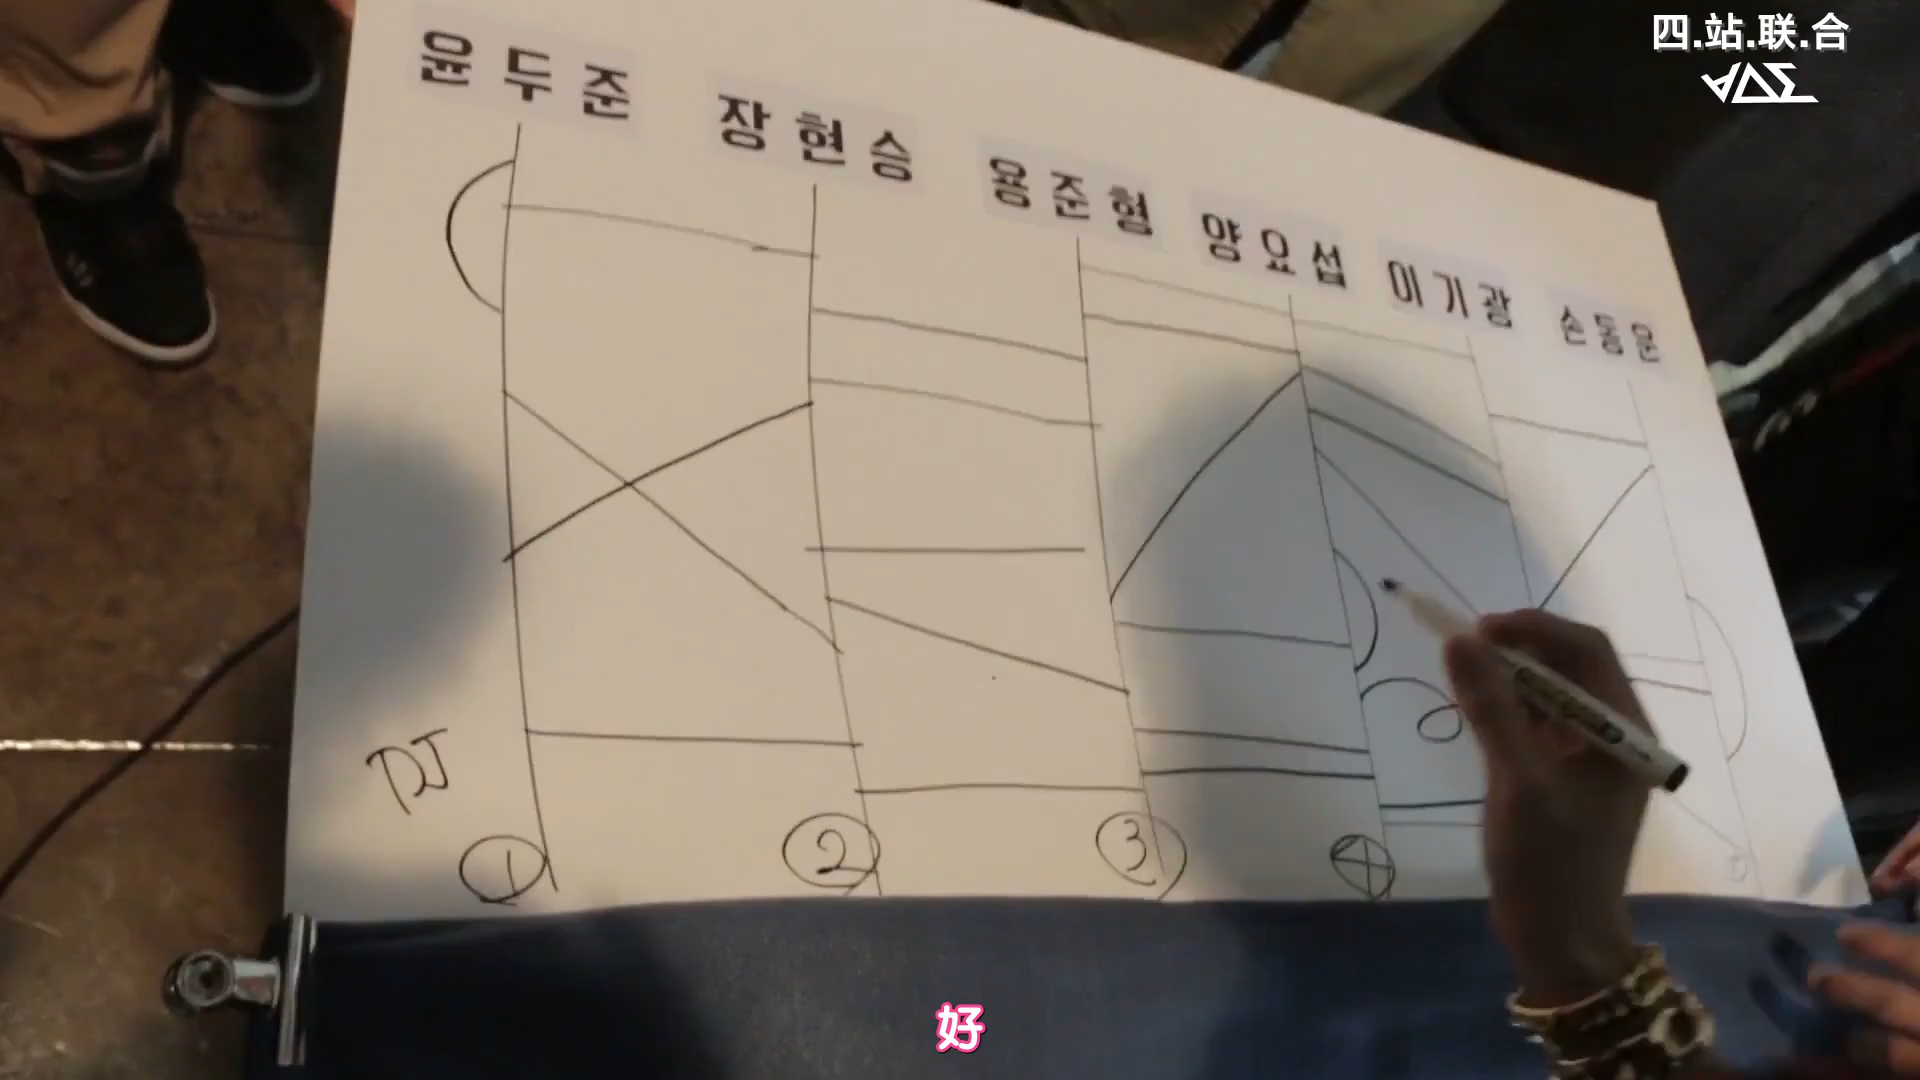 四.站.联.合
윤두준 장현승 용준형 양요섭 이기광 손동운
DJ
① ② ③ ④
好